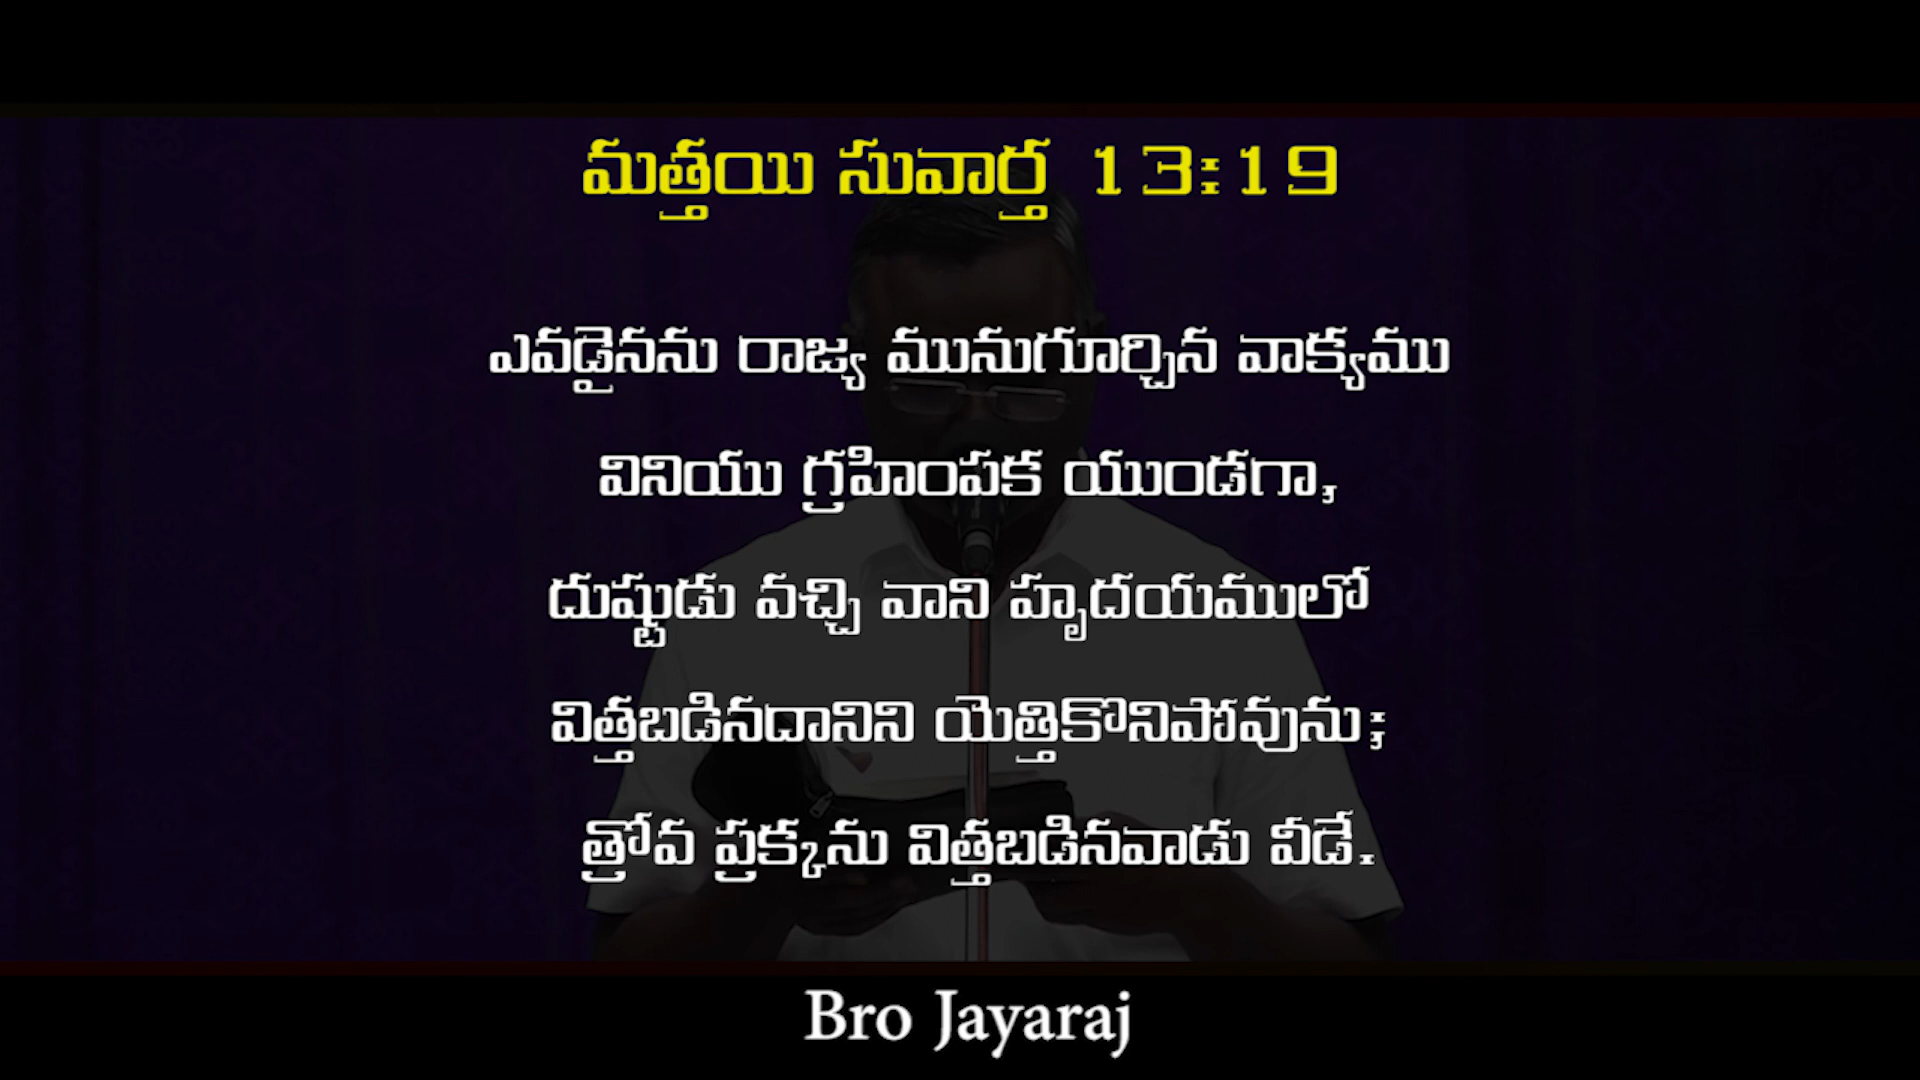 మత్తయి సువార్త 13:19
ఎవడైనను రాజ్య మునుగూర్చిన వాక్యము
వినియు గ్రహింపక యుండగా,
దుష్టుడు వచ్చి వాని హృదయములో
విత్తబడినదానిని యెత్తికొనిపోవును;
త్రోవ ప్రక్కను విత్తబడినవాడు వీడే.
Bro Jayaraj